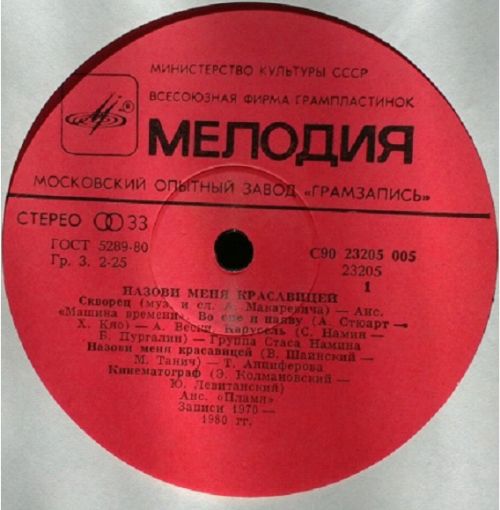 МИНИСТЕРСТВО КУЛЬТУРЫ СССР
ВСЕСОЮЗНАЯ ФИРМА ГРАМПЛАСТИНОК
МЕЛОДИЯ
МОСКОВСКИЙ ОПЫТНЫЙ ЗАВОД «ГРАМЗАПИСЬ»
СТЕРЕО 33
ГОСТ 5289-80
Гр. 3. 2-25
С90 23205 005
23205
1
НАЗОВИ МЕНЯ КРАСАВИЦЕЙ
Скворец (муз. и сл. А. Макаревича) — Анс.
«Машина времени». Во сне и наяву (А. Стюарт —
Х. Кяо) — А. Вески. Карусель (С. Намин —
Б. Пургалин) — Группа Стаса Намина
Назови меня красавицей (В. Шаинский —
М. Танич) — Т. Анциферова
Кинематограф (Э. Колмановский —
Ю. Левитанский)
Анс. «Пламя»
Записи 1970 —
1980 гг.